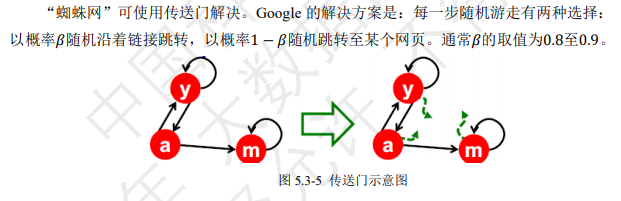 “蜘蛛网”可使用传送门解决。Google 的解决方案是:每一步随机游走有两种选择:
以概率β随机沿着链接跳转,以概率1 − β随机跳转至某个网页。通常β的取值为0.8至0.9。
y
a
m
y
a
m
图 5.3-5 传送门示意图